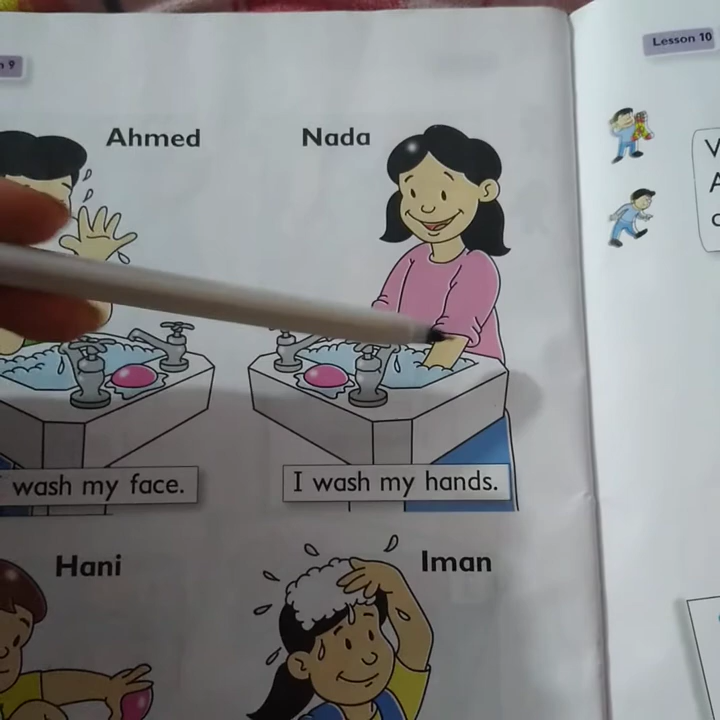 Lesson 10
Ahmed
Nada
wash my face.
I wash my hands.
Hani
Iman